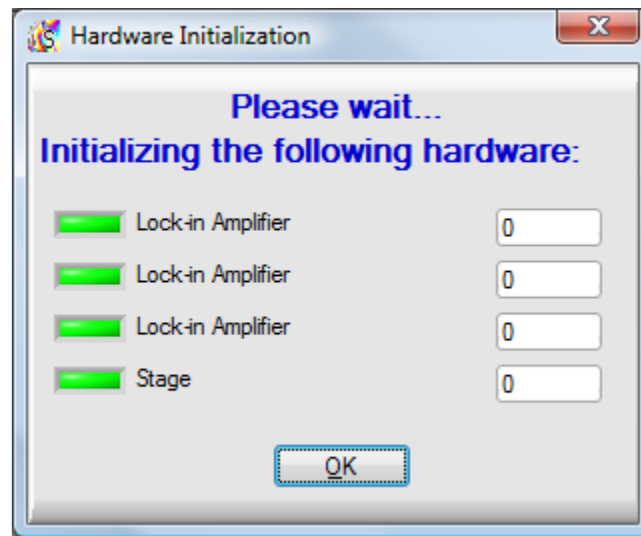 Hardware Initialization
Please wait...
Initializing the following hardware:
Lock-in Amplifier 0
Lock-in Amplifier 0
Lock-in Amplifier 0
Stage 0
OK